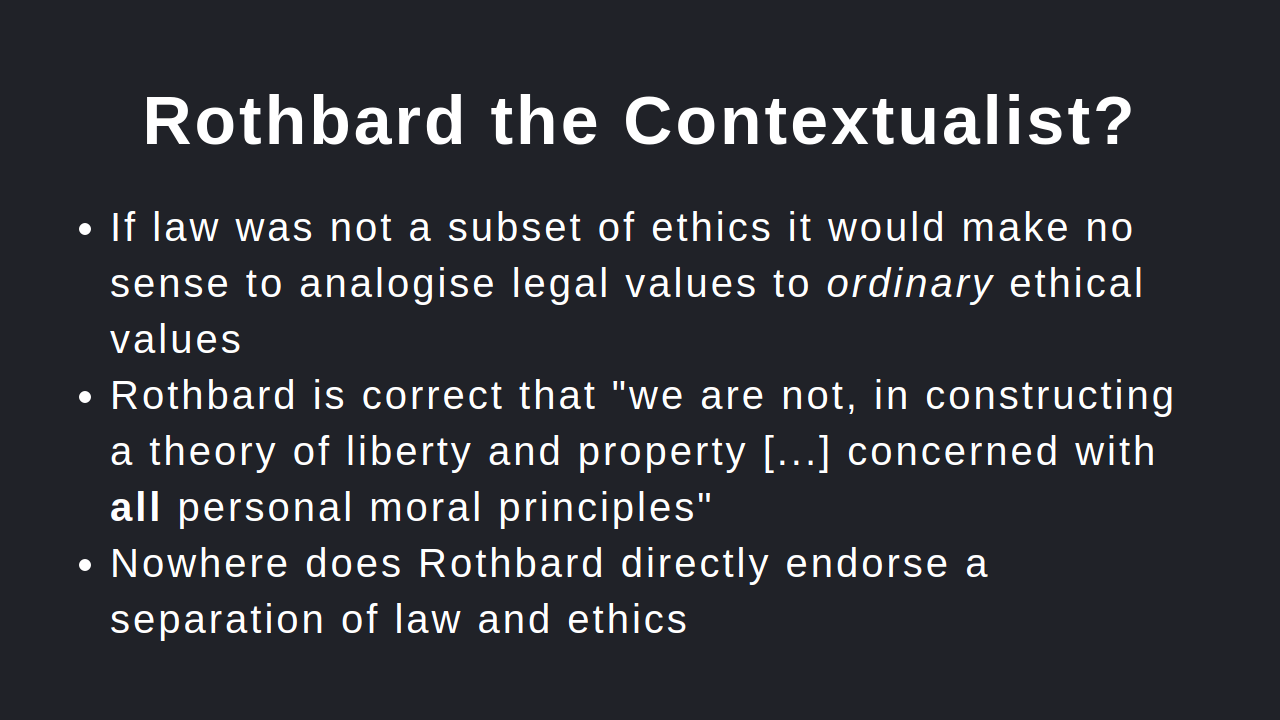 Rothbard the Contextualist?
• If law was not a subset of ethics it would make no
sense to analogise legal values to ordinary ethical
values
• Rothbard is correct that "we are not, in constructing
a theory of liberty and property [...] concerned with
all personal moral principles"
• Nowhere does Rothbard directly endorse a
separation of law and ethics